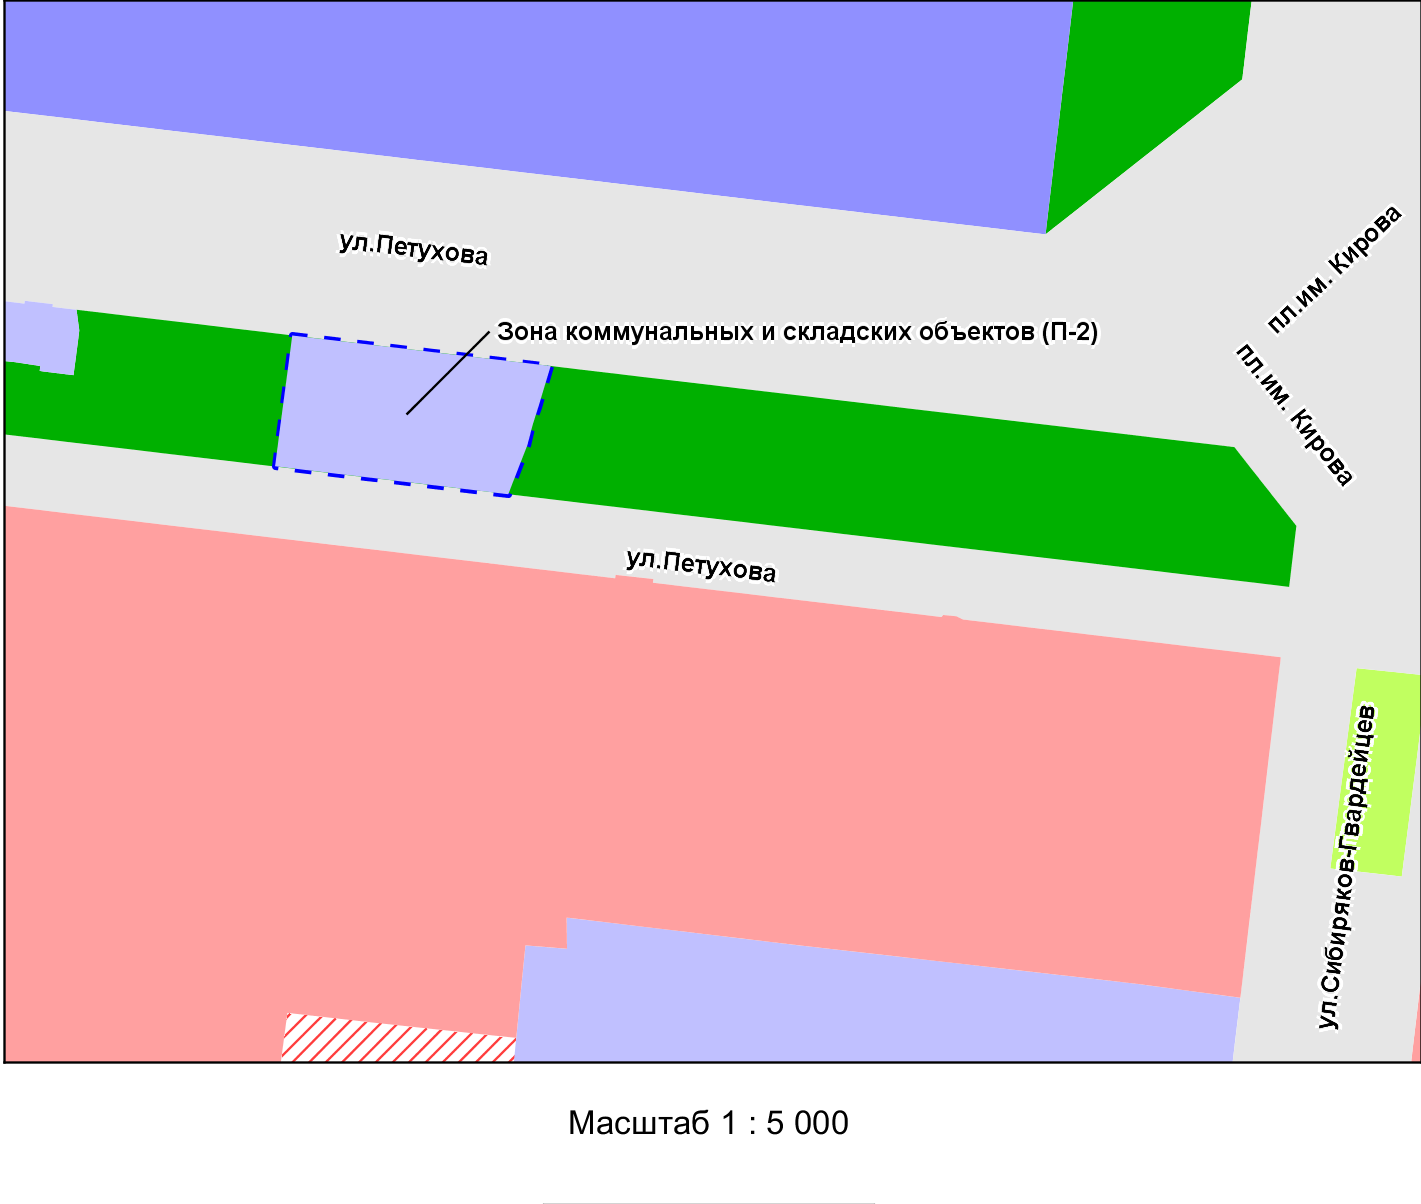 пл.им. Кирова
ул.Петухова
Зона коммунальных и складских объектов (П-2)
пл.им. Кирова
ул.Петухова
ул.Сибиряков-Гвардейцев
Масштаб 1 : 5 000